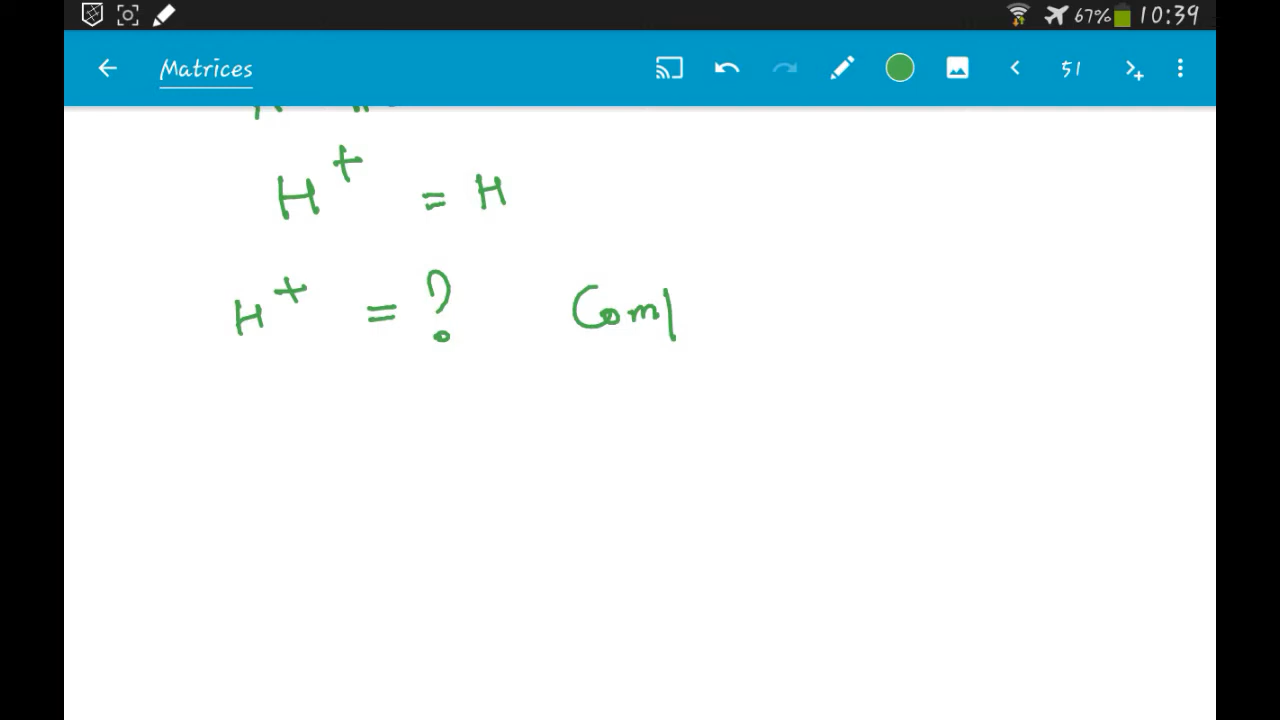 67% 10:39
Matrices 51
H⁺ = H
H⁺ = ? Com